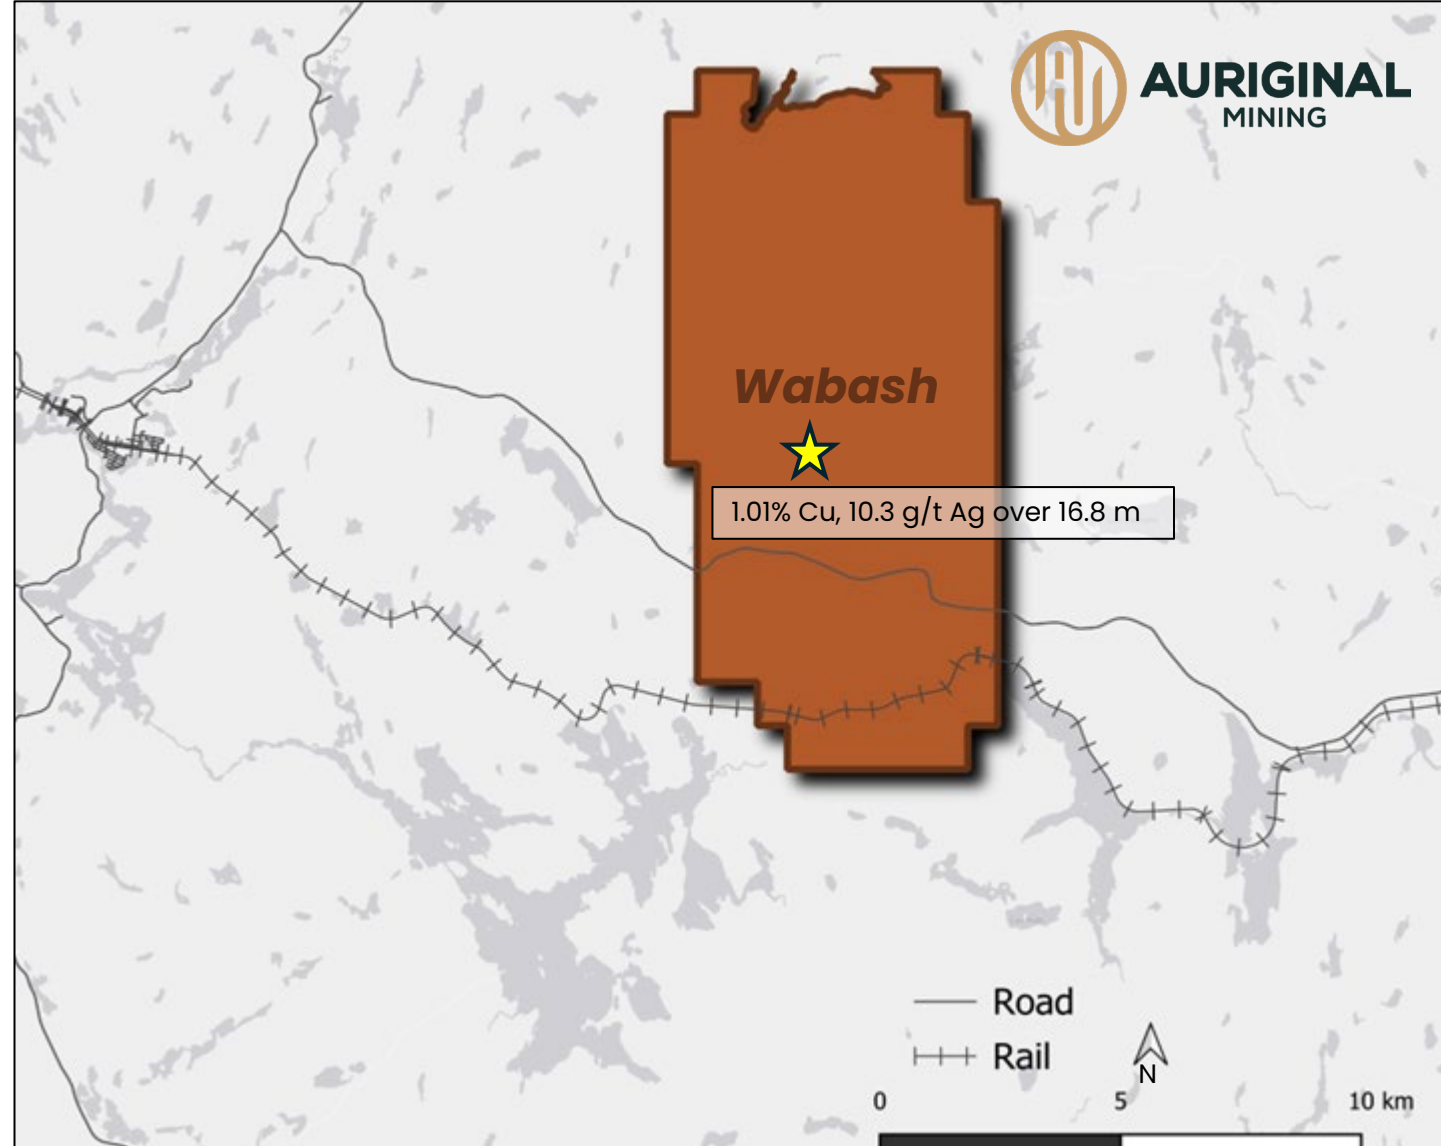 AURIGINAL
MINING
Wabash
1.01% Cu, 10.3 g/t Ag over 16.8 m
Road
Rail
N
0 5 10 km